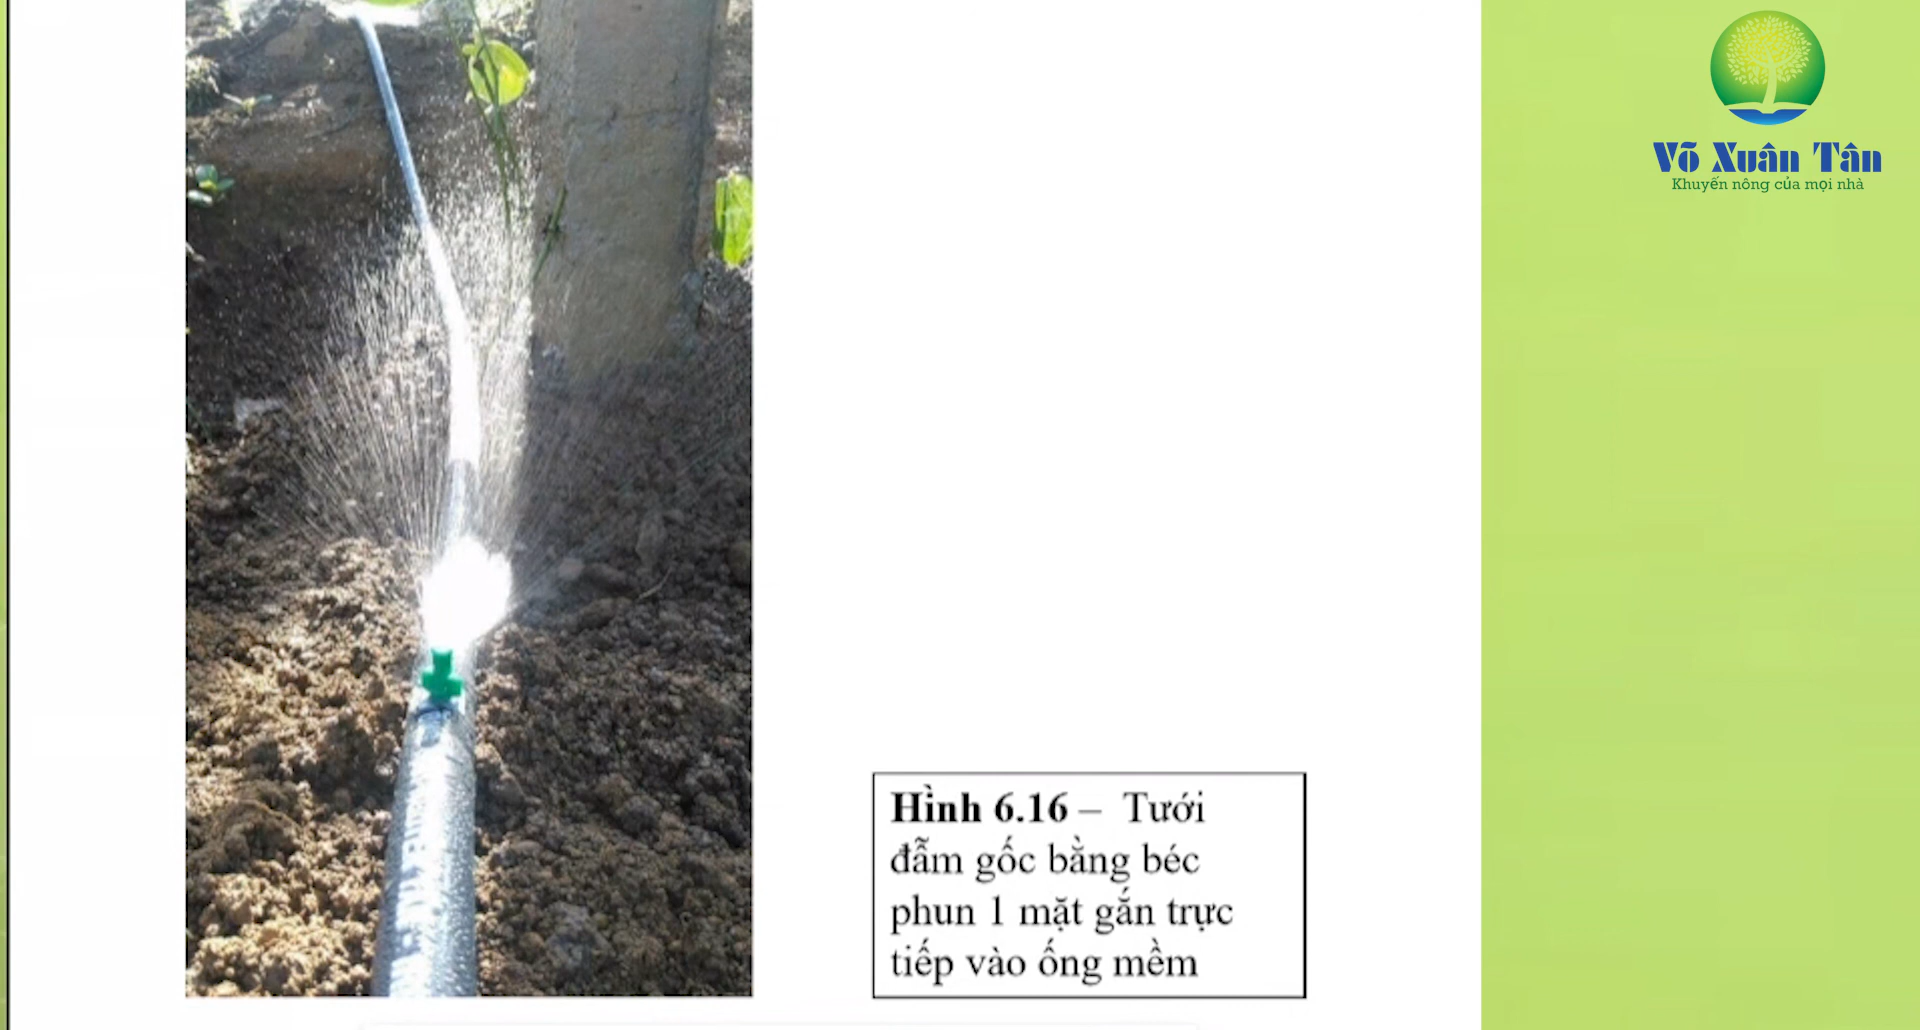 Võ Xuân Tân
Khuyến nông của mọi nhà
Hình 6.16 – Tưới
đẫm gốc bằng béc
phun 1 mặt gắn trực
tiếp vào ống mềm